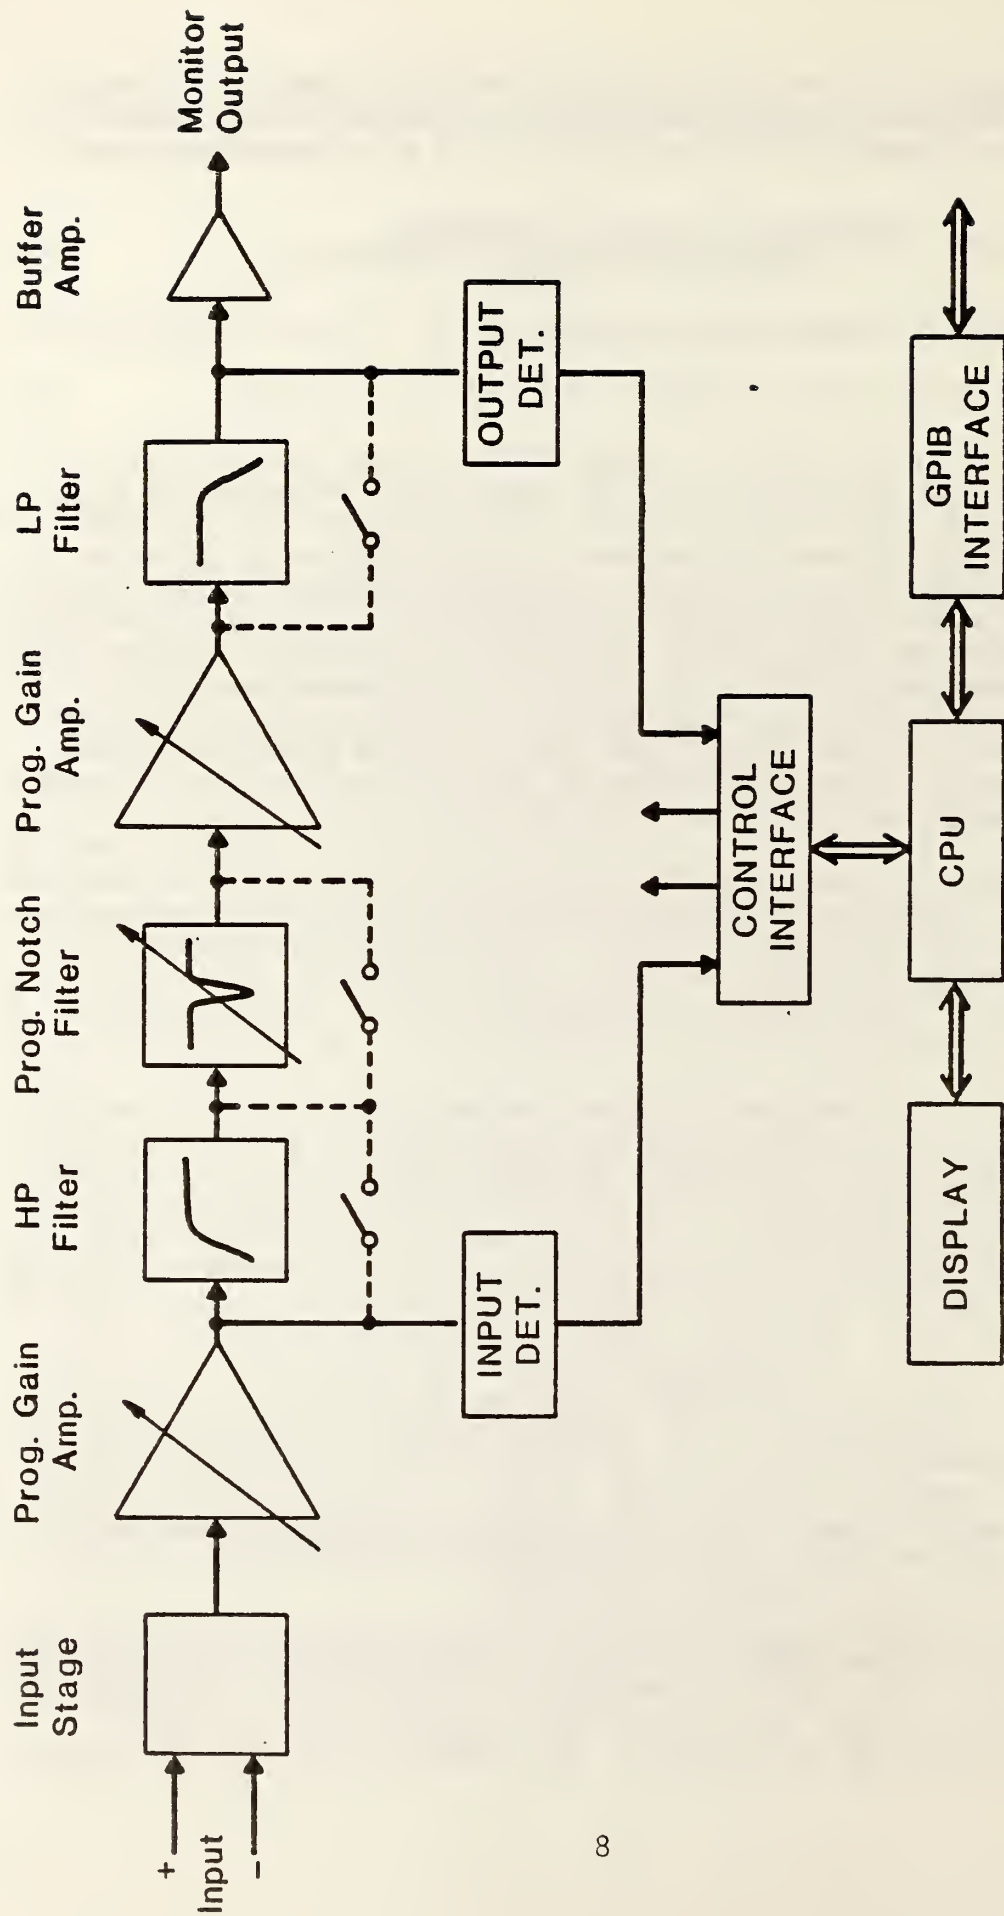 Input
Stage
Prog. Gain
Amp.
HP
Filter
Prog. Notch
Filter
Prog. Gain
Amp.
LP
Filter
Buffer
Amp.
+
Input
-
Monitor
Output
INPUT
DET.
OUTPUT
DET.
CONTROL
INTERFACE
DISPLAY
CPU
GPIB
INTERFACE
8